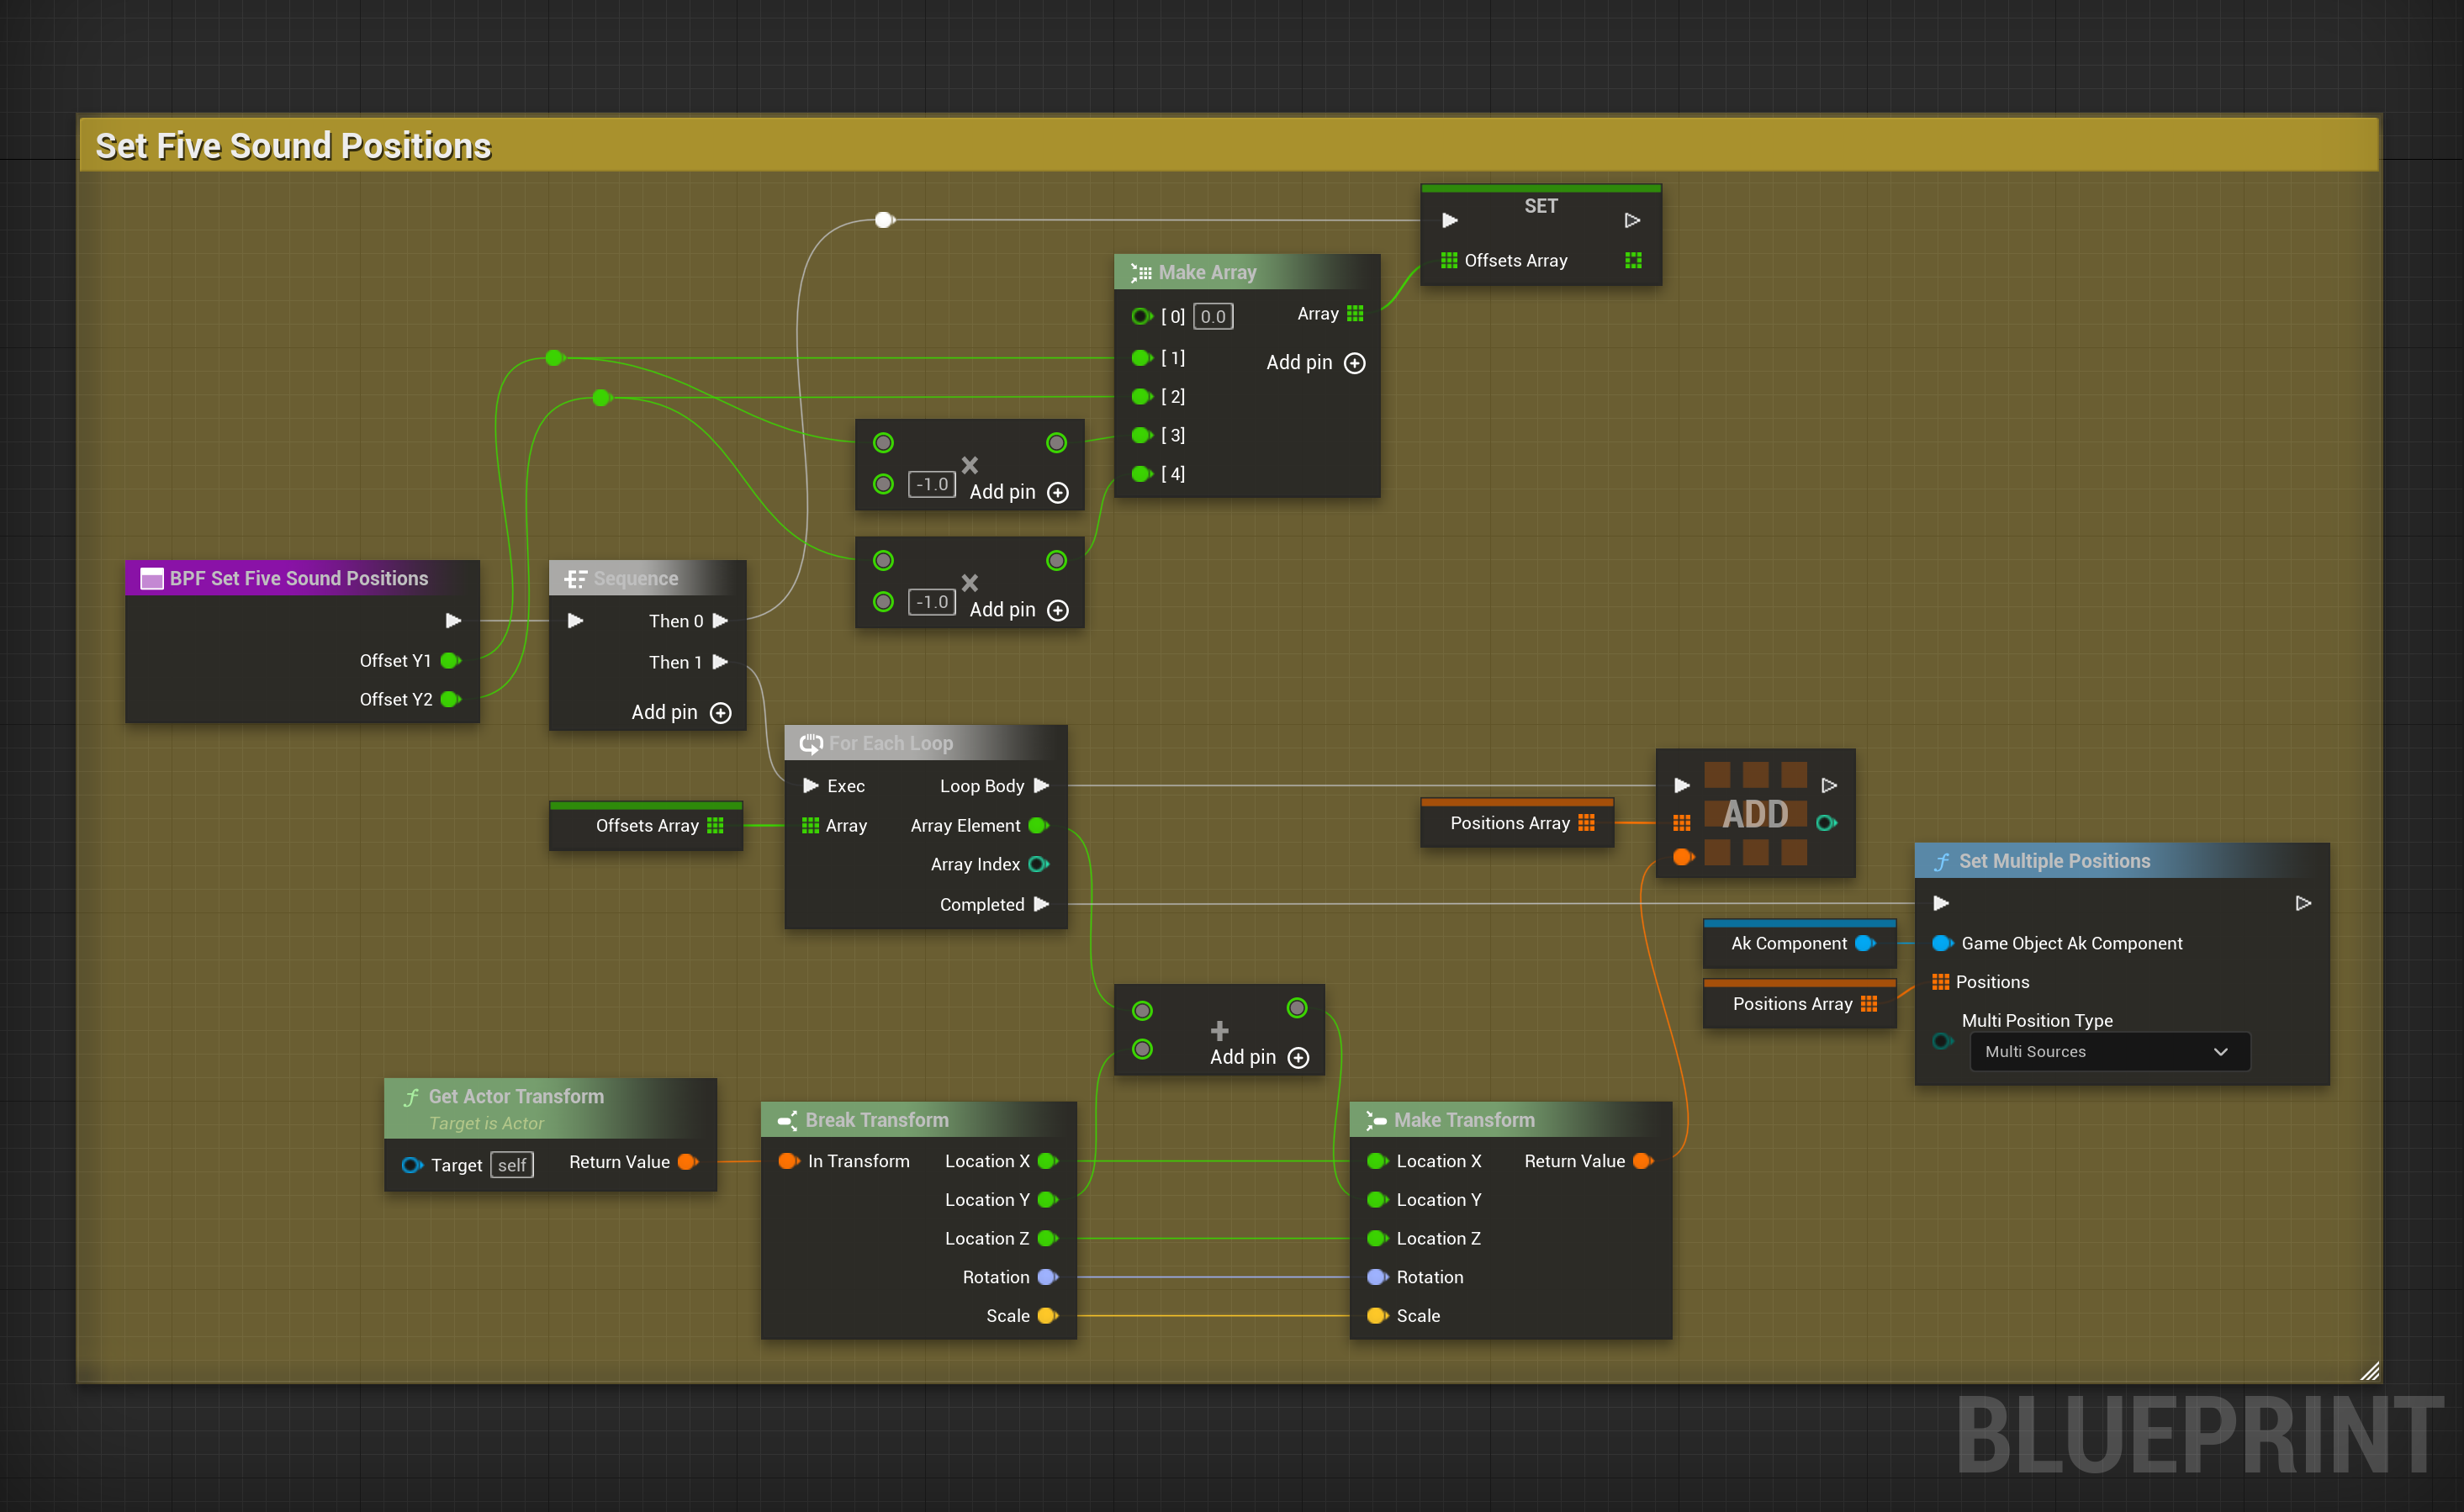 Set Five Sound Positions
SET
Offsets Array
Make Array
[ 0] 0.0 Array
[ 1] Add pin
[ 2]
[ 3]
[ 4]
-1.0 Add pin
-1.0 Add pin
BPF Set Five Sound Positions
Offset Y1
Offset Y2
Sequence
Then 0
Then 1
Add pin
For Each Loop
Exec Loop Body
Array Array Element
Array Index
Completed
Offsets Array
Positions Array
ADD
Set Multiple Positions
Game Object Ak Component
Positions
Multi Position Type
Multi Sources
Ak Component
Positions Array
Add pin
Get Actor Transform
Target is Actor
Target self Return Value
Break Transform
In Transform Location X
Location Y
Location Z
Rotation
Scale
Make Transform
Location X Return Value
Location Y
Location Z
Rotation
Scale
BLUEPRINT